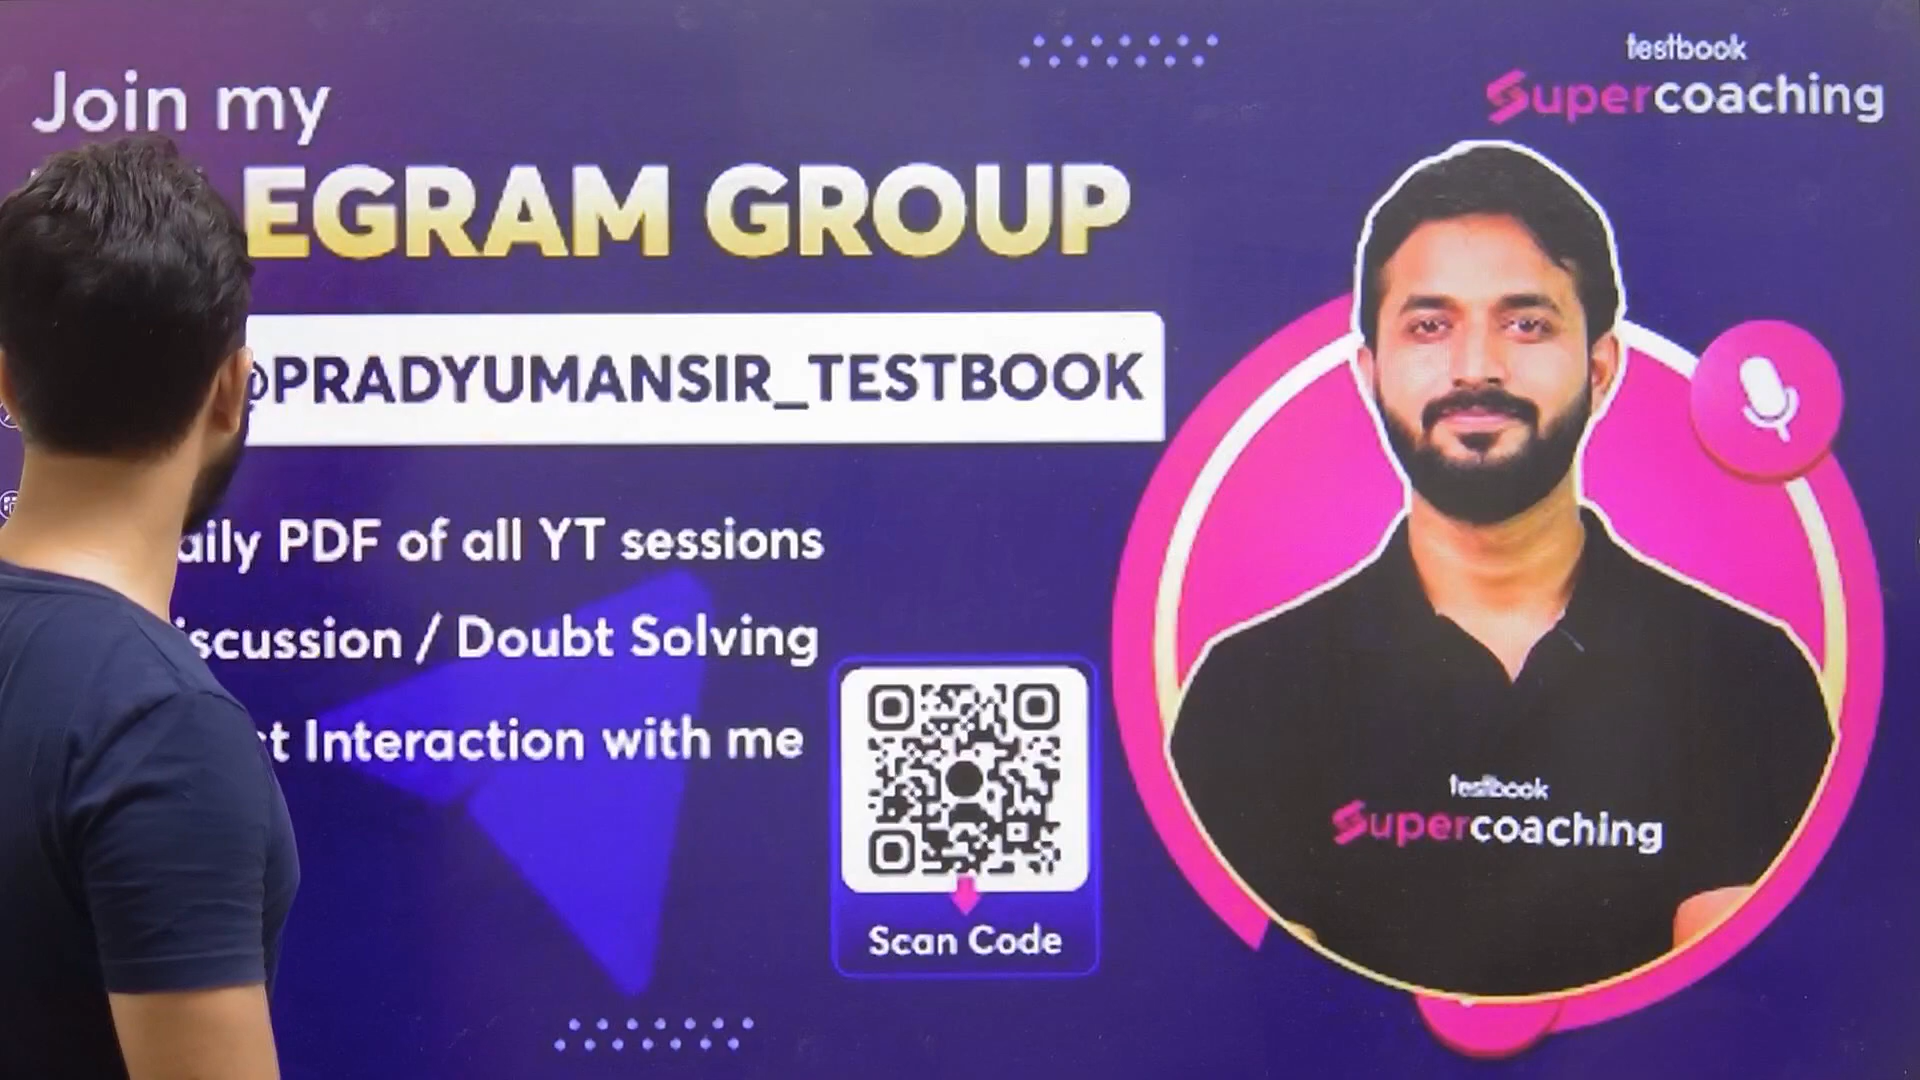 testbook
Supercoaching
Join my
EGRAM GROUP
@PRADYUMANSIR_TESTBOOK
aily PDF of all YT sessions
iscussion / Doubt Solving
ct Interaction with me
Scan Code
testbook
Supercoaching